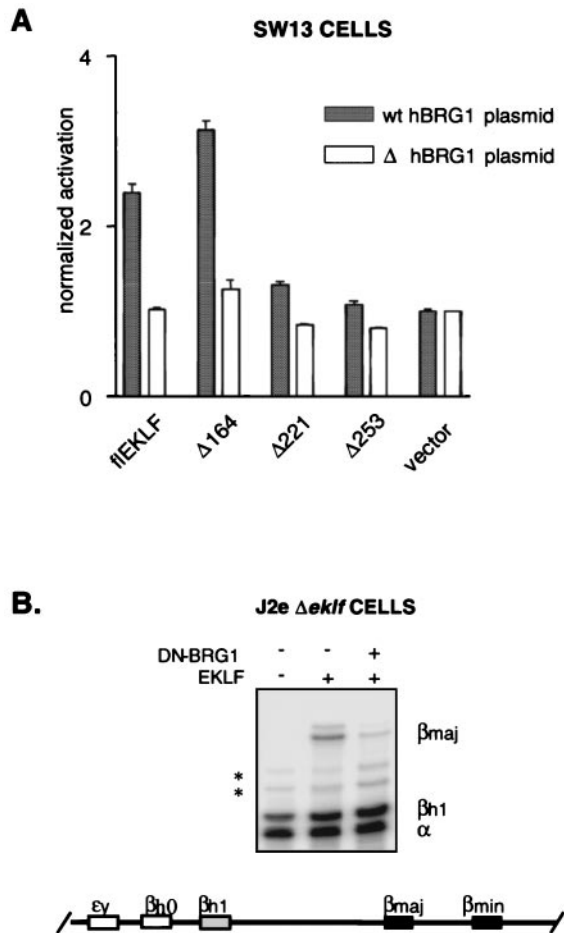 A
SW13 CELLS
4
2
0
normalized activation
wt hBRG1 plasmid
Δ hBRG1 plasmid
flEKLF
Δ164
Δ221
Δ253
vector
B.
J2e Δeklf CELLS
DN-BRG1 - - +
EKLF - + +
βmaj
*
*
βh1
α
εy βh0 βh1 βmaj βmin